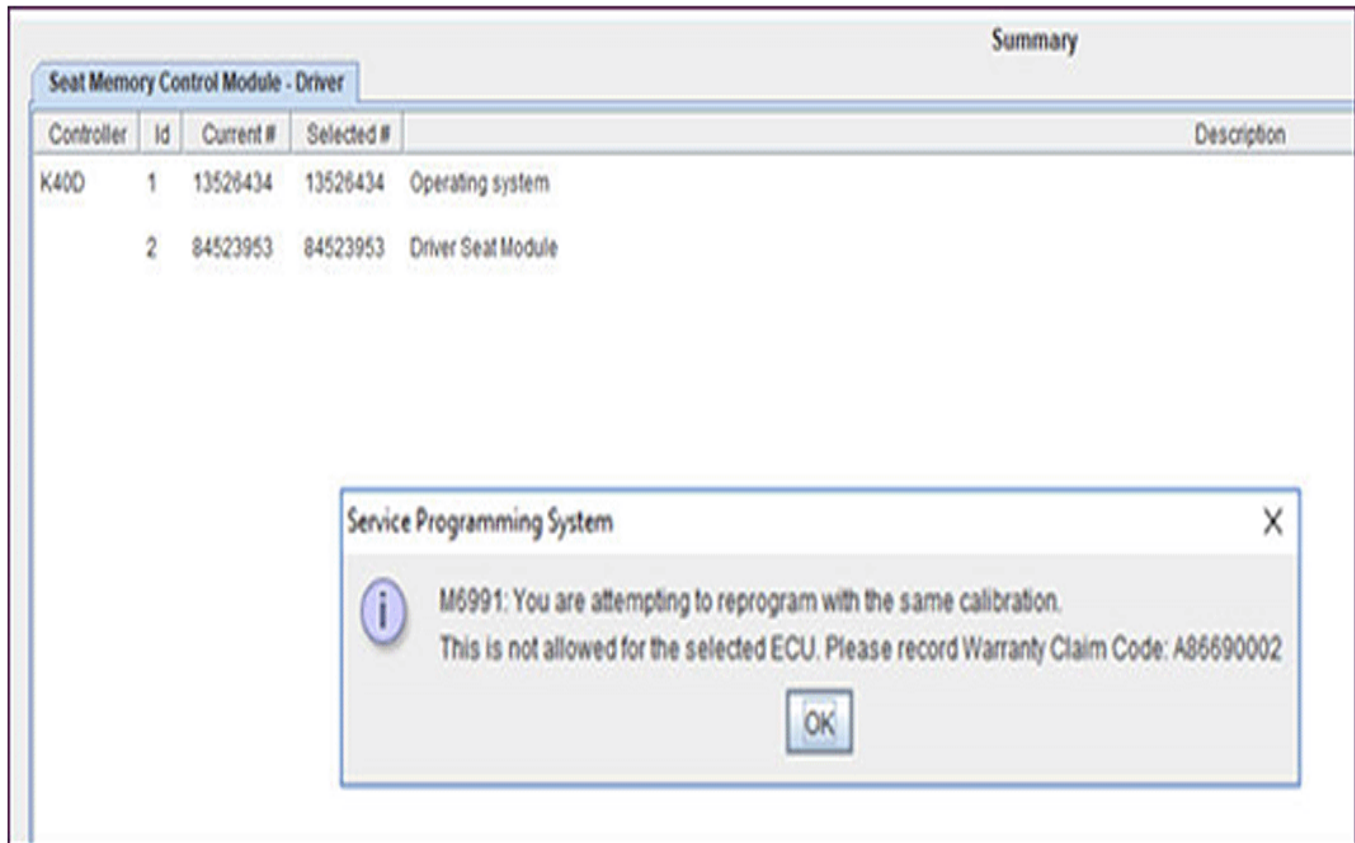 Summary
Seat Memory Control Module - Driver
Controller Id Current # Selected # Description
K40D 1 13526434 13526434 Operating system
2 84523953 84523953 Driver Seat Module
Service Programming System X
i M6991: You are attempting to reprogram with the same calibration.
This is not allowed for the selected ECU. Please record Warranty Claim Code: A86690002
OK